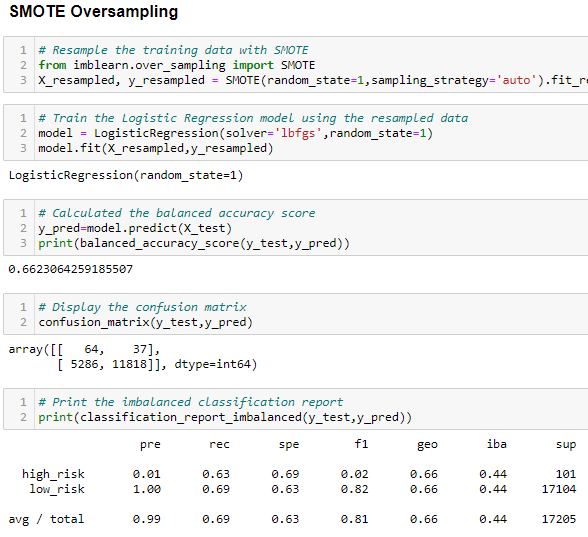 SMOTE Oversampling
1 # Resample the training data with SMOTE
2 from imblearn.over_sampling import SMOTE
3 X_resampled, y_resampled = SMOTE(random_state=1,sampling_strategy='auto').fit_r
1 # Train the Logistic Regression model using the resampled data
2 model = LogisticRegression(solver='lbfgs',random_state=1)
3 model.fit(X_resampled,y_resampled)
LogisticRegression(random_state=1)
1 # Calculated the balanced accuracy score
2 y_pred=model.predict(X_test)
3 print(balanced_accuracy_score(y_test,y_pred))
0.6623064259185507
1 # Display the confusion matrix
2 confusion_matrix(y_test,y_pred)
array([[   64,    37],
       [ 5286, 11818]], dtype=int64)
1 # Print the imbalanced classification report
2 print(classification_report_imbalanced(y_test,y_pred))
pre rec spe f1 geo iba sup
high_risk 0.01 0.63 0.69 0.02 0.66 0.44 101
low_risk 1.00 0.69 0.63 0.82 0.66 0.44 17104
avg / total 0.99 0.69 0.63 0.81 0.66 0.44 17205